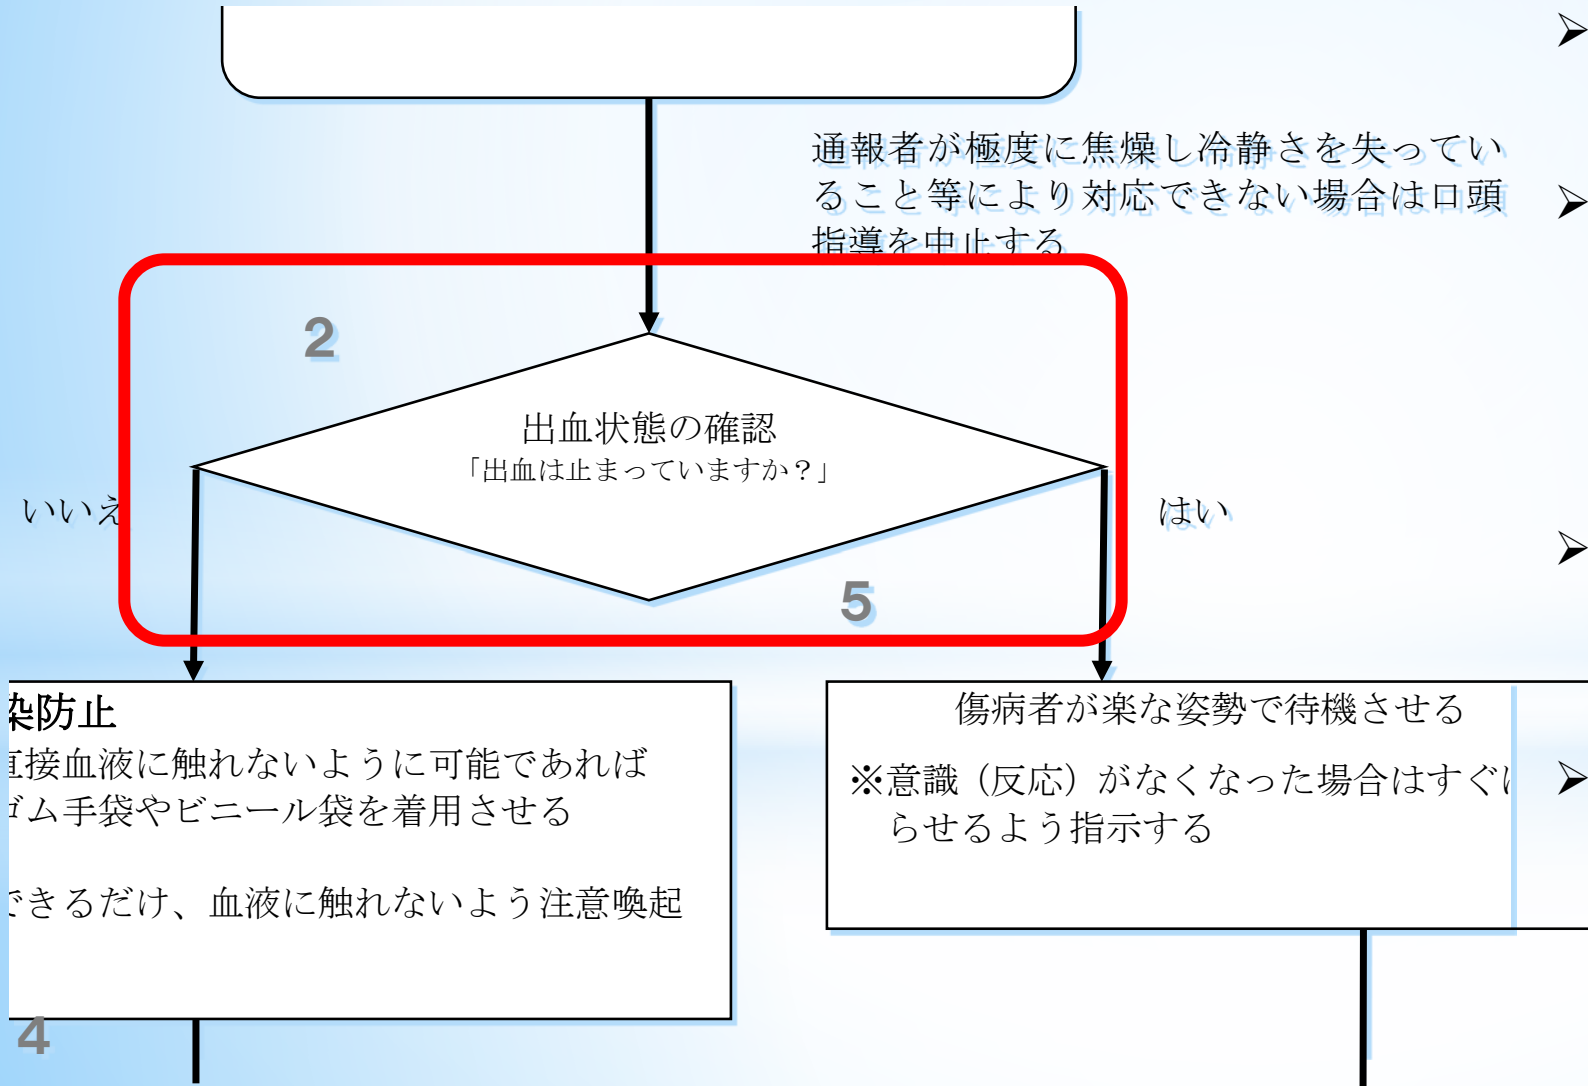 通報者が極度に焦燥し冷静さを失ってい
ること等により対応できない場合は口頭
指導を中止する
2
出血状態の確認
「出血は止まっていますか？」
いいえ
はい
5
染防止
直接血液に触れないように可能であれば
ゴム手袋やビニール袋を着用させる
できるだけ、血液に触れないよう注意喚起
4
傷病者が楽な姿勢で待機させる
※意識（反応）がなくなった場合はすぐに
らせるよう指示する